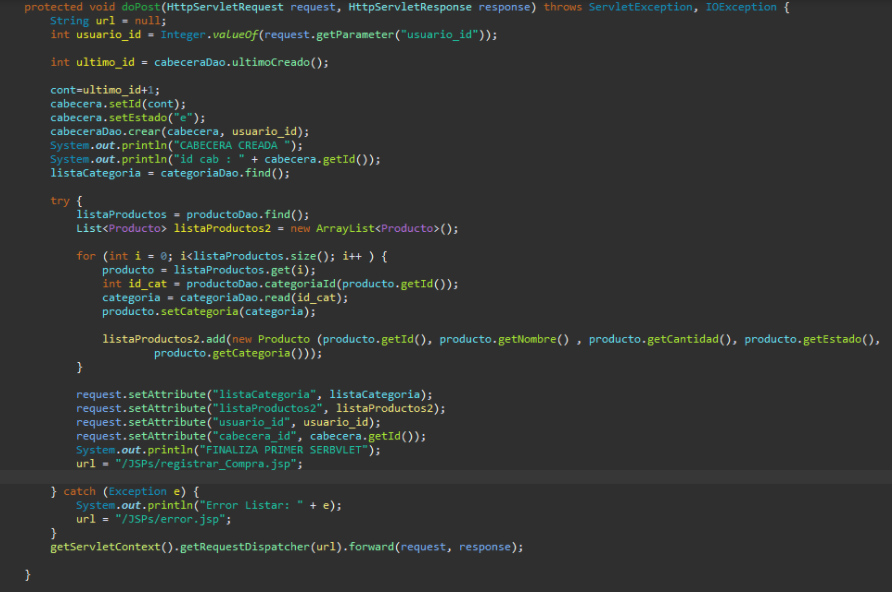 protected void doPost(HttpServletRequest request, HttpServletResponse response) throws ServletException, IOException {
String url = null;
int usuario_id = Integer.valueOf(request.getParameter("usuario_id"));
int ultimo_id = cabeceraDao.ultimoCreado();
cont=ultimo_id+1;
cabecera.setId(cont);
cabecera.setEstado("e");
cabeceraDao.crear(cabecera, usuario_id);
System.out.println("CABECERA CREADA ");
System.out.println("id cab : " + cabecera.getId());
listaCategoria = categoriaDao.find();
try {
listaProductos = productoDao.find();
List<Producto> listaProductos2 = new ArrayList<Producto>();
for (int i = 0; i<listaProductos.size(); i++ ) {
producto = listaProductos.get(i);
int id_cat = productoDao.categoriaId(producto.getId());
categoria = categoriaDao.read(id_cat);
producto.setCategoria(categoria);
listaProductos2.add(new Producto (producto.getId(), producto.getNombre() , producto.getCantidad(), producto.getEstado(),
producto.getCategoria()));
}
request.setAttribute("listaCategoria", listaCategoria);
request.setAttribute("listaProductos2", listaProductos2);
request.setAttribute("usuario_id", usuario_id);
request.setAttribute("cabecera_id", cabecera.getId());
System.out.println("FINALIZA PRIMER SERBVLET");
url = "/JSPs/registrar_Compra.jsp";
} catch (Exception e) {
System.out.println("Error Listar: " + e);
url = "/JSPs/error.jsp";
}
getServletContext().getRequestDispatcher(url).forward(request, response);
}